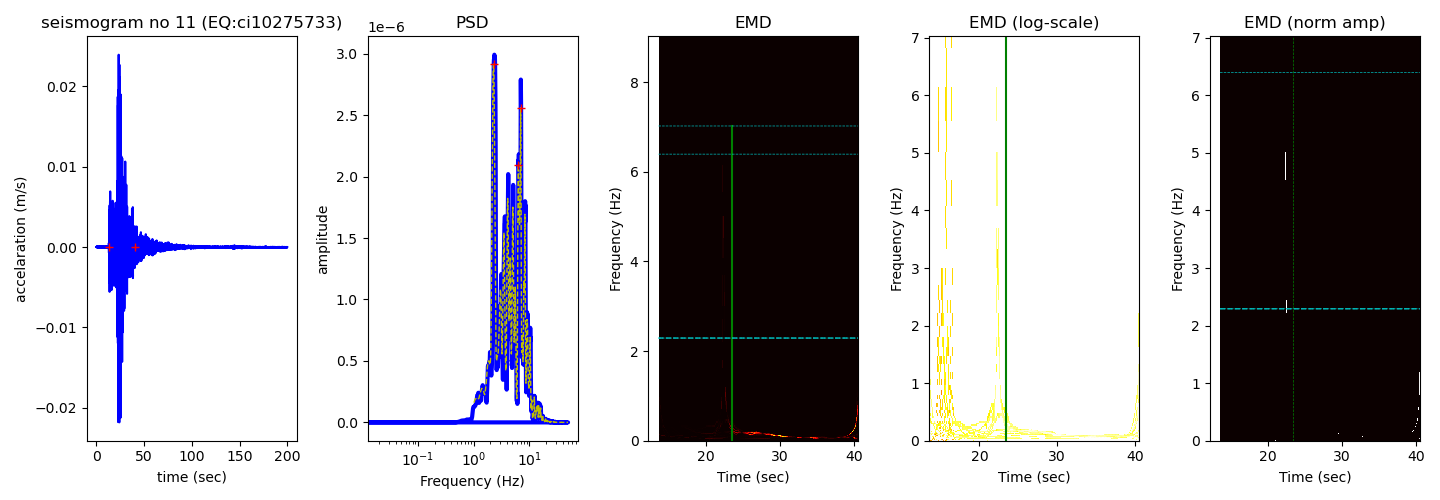 seismogram no 11 (EQ:ci10275733)
accelaration (m/s)
0.02
0.01
0.00
−0.01
−0.02
0 50 100 150 200
time (sec)
PSD
1e−6
amplitude
3.0
2.5
2.0
1.5
1.0
0.5
0.0
10⁻¹ 10⁰ 10¹
Frequency (Hz)
EMD
Frequency (Hz)
8
6
4
2
0
20 30 40
Time (sec)
EMD (log-scale)
Frequency (Hz)
7
6
5
4
3
2
1
0
20 30 40
Time (sec)
EMD (norm amp)
Frequency (Hz)
7
6
5
4
3
2
1
0
20 30 40
Time (sec)